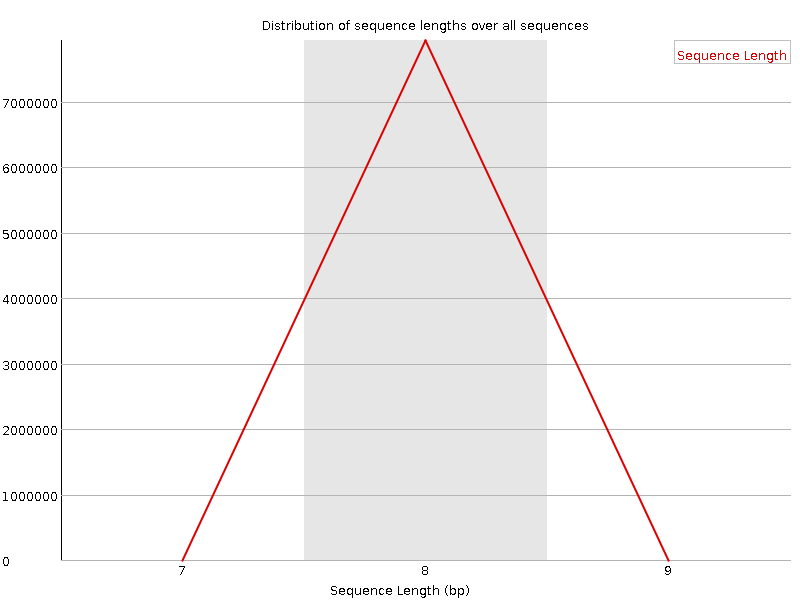 Distribution of sequence lengths over all sequences
Sequence Length
7000000
6000000
5000000
4000000
3000000
2000000
1000000
0
7 8 9
Sequence Length (bp)